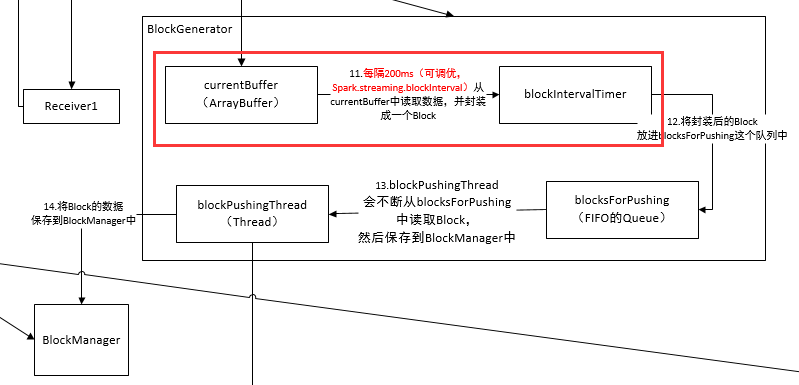 BlockGenerator
currentBuffer
（ArrayBuffer）
11.每隔200ms（可调优，
Spark.streaming.blockInterval）从
currentBuffer中读取数据，并封装
成一个Block
blockIntervalTimer
Receiver1
12.将封装后的Block
放进blocksForPushing这个队列中
14.将Block的数据
保存到BlockManager中
blockPushingThread
（Thread）
13.blockPushingThread
会不断从blocksForPushing
中读取Block，
然后保存到BlockManager中
blocksForPushing
（FIFO的Queue）
BlockManager